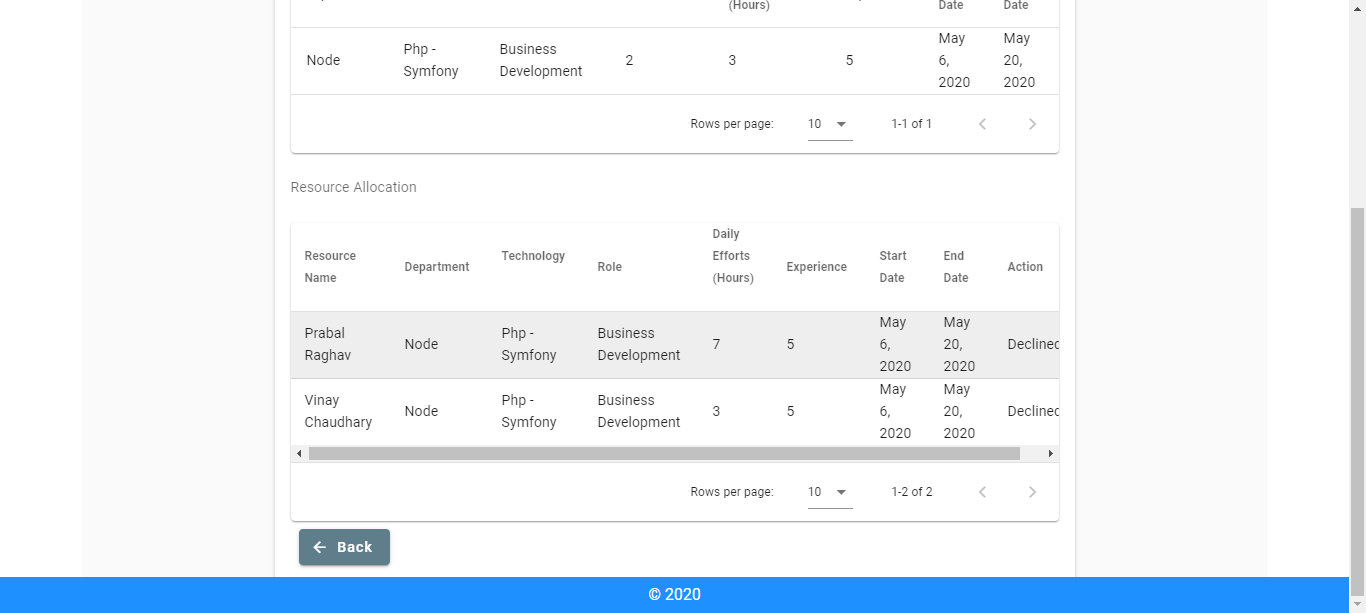 (Hours) Date Date
Node Php - Symfony Business Development 2 3 5 May 6, 2020 May 20, 2020
Rows per page: 10 1-1 of 1
Resource Allocation
Resource Name Department Technology Role Daily Efforts (Hours) Experience Start Date End Date Action
Prabal Raghav Node Php - Symfony Business Development 7 5 May 6, 2020 May 20, 2020 Declined
Vinay Chaudhary Node Php - Symfony Business Development 3 5 May 6, 2020 May 20, 2020 Declined
Rows per page: 10 1-2 of 2
Back
© 2020